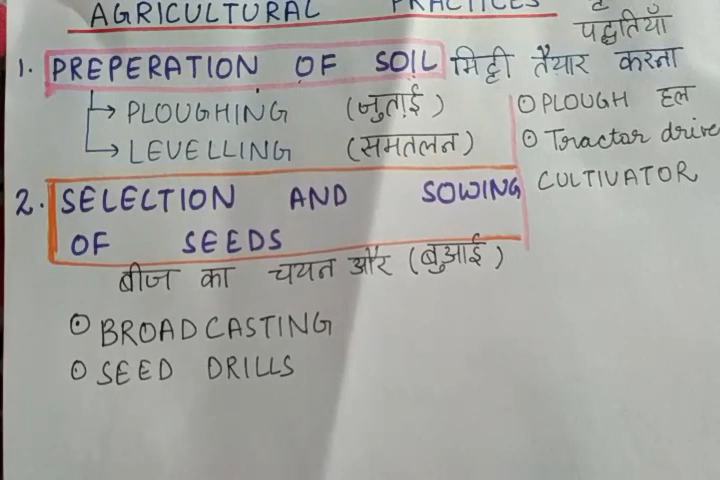 AGRICULTURAL PRACTICES
पद्धतियाँ
1. PREPERATION OF SOIL मिट्टी तैयार करना
→ PLOUGHING (जुताई)
→ LEVELLING (समतलन)
PLOUGH हल
Tractor drive
CULTIVATOR
2. SELECTION AND SOWING
OF SEEDS
बीज का चयन और (बुआई)
BROADCASTING
SEED DRILLS